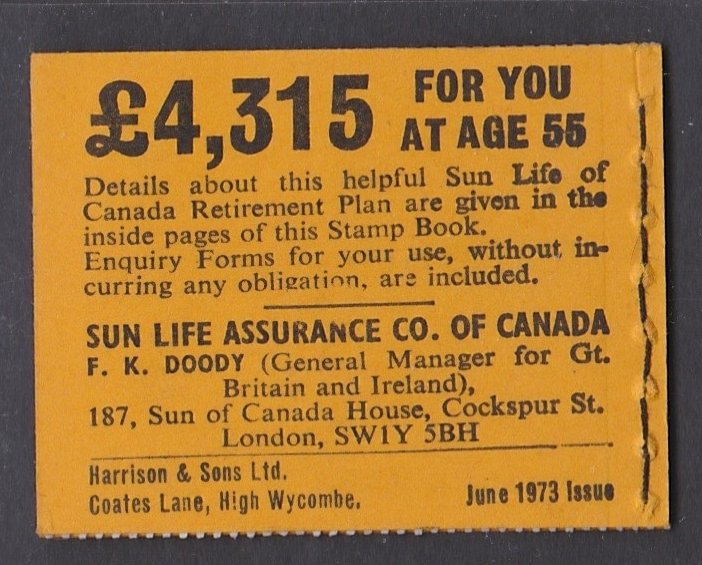 £4,315 FOR YOU
AT AGE 55
Details about this helpful Sun Life of
Canada Retirement Plan are given in the
inside pages of this Stamp Book.
Enquiry Forms for your use, without in-
curring any obligation, are included.
SUN LIFE ASSURANCE CO. OF CANADA
F. K. DOODY (General Manager for Gt.
Britain and Ireland),
187, Sun of Canada House, Cockspur St.
London, SW1Y 5BH
Harrison & Sons Ltd.
Coates Lane, High Wycombe. June 1973 Issue